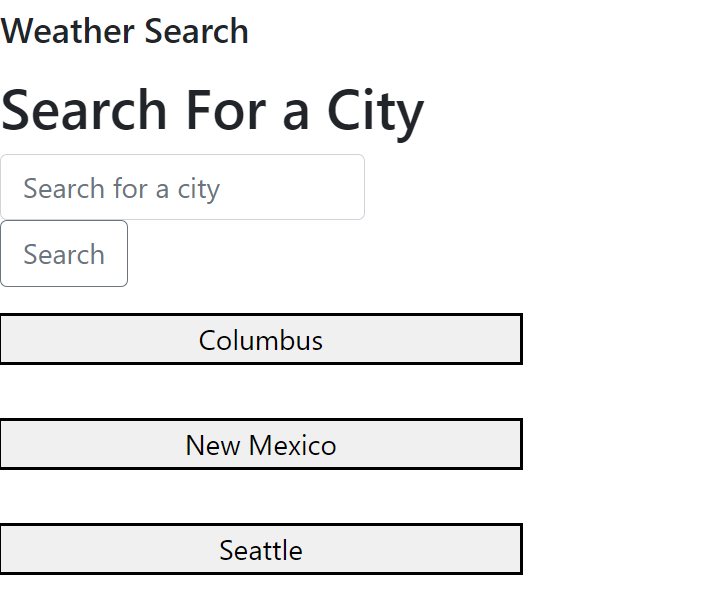 Weather Search
Search For a City
Search for a city
Search
Columbus
New Mexico
Seattle